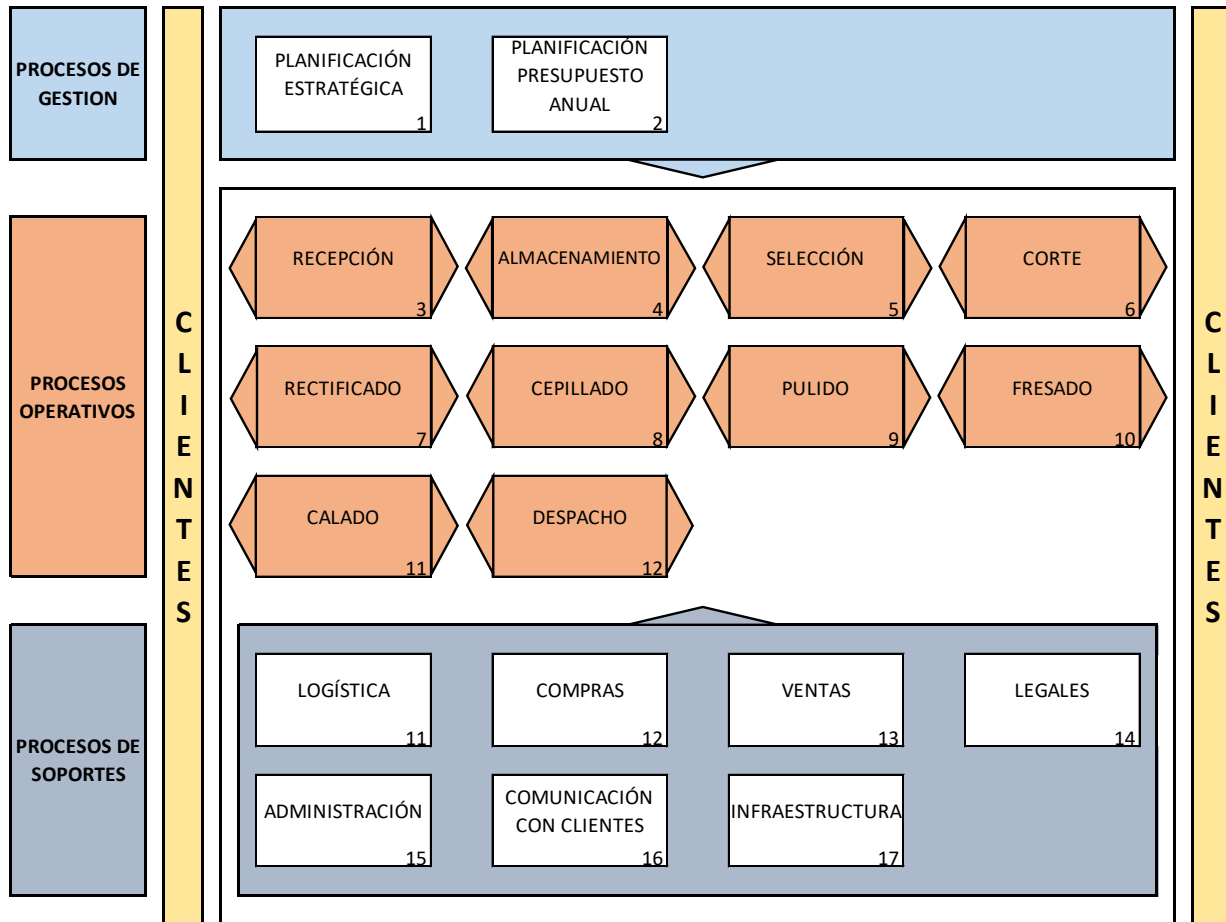 PROCESOS DE
GESTION
PLANIFICACIÓN
ESTRATÉGICA
1
PLANIFICACIÓN
PRESUPUESTO
ANUAL
2
CLIENTES
PROCESOS
OPERATIVOS
RECEPCIÓN
3
ALMACENAMIENTO
4
SELECCIÓN
5
CORTE
6
RECTIFICADO
7
CEPILLADO
8
PULIDO
9
FRESADO
10
CALADO
11
DESPACHO
12
PROCESOS DE
SOPORTES
LOGÍSTICA
11
COMPRAS
12
VENTAS
13
LEGALES
14
ADMINISTRACIÓN
15
COMUNICACIÓN
CON CLIENTES
16
INFRAESTRUCTURA
17
CLIENTES